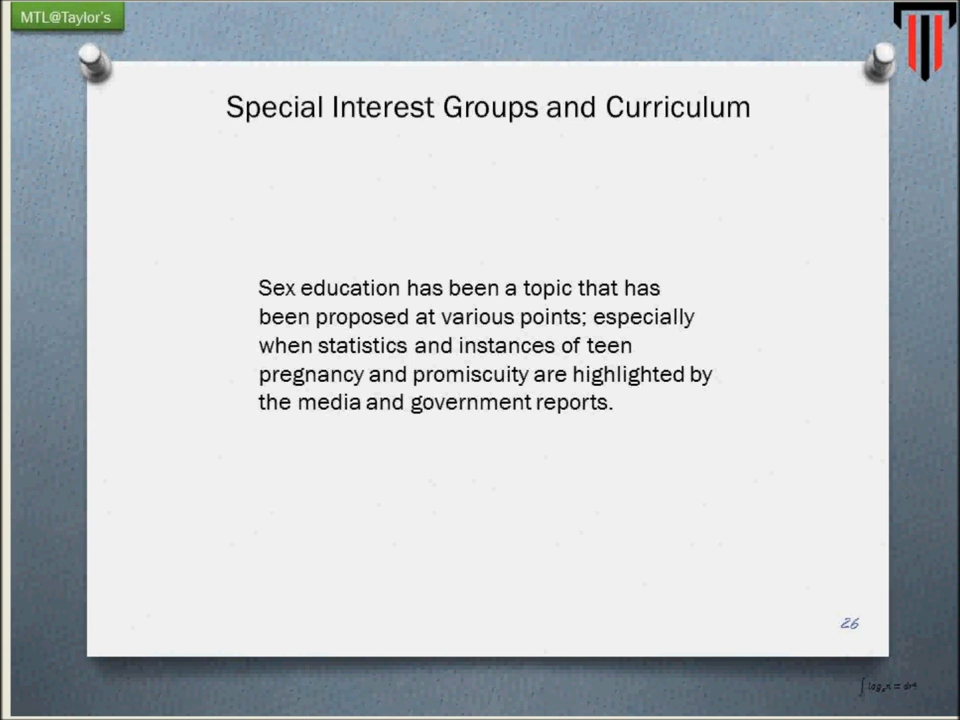 MTL@Taylor's
Special Interest Groups and Curriculum
Sex education has been a topic that has
been proposed at various points; especially
when statistics and instances of teen
pregnancy and promiscuity are highlighted by
the media and government reports.
26